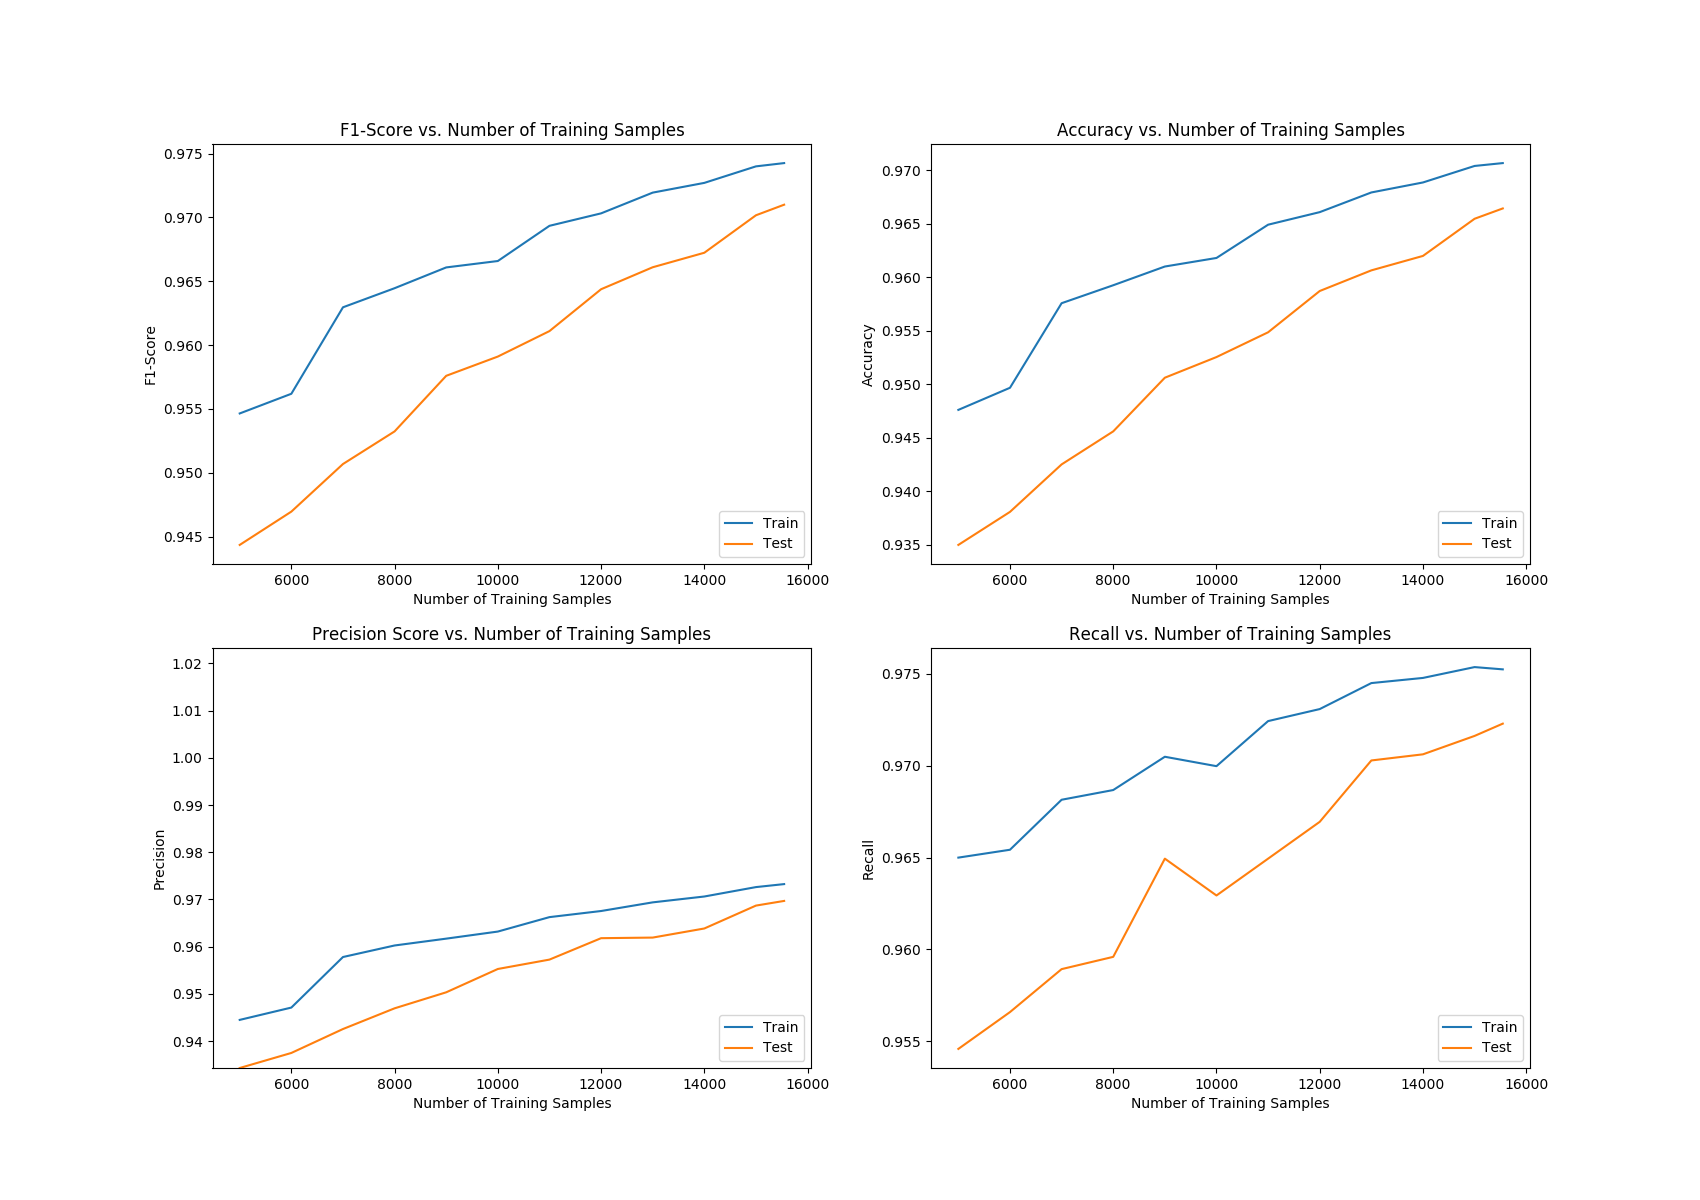 F1-Score vs. Number of Training Samples
0.975
0.970
0.965
0.960
0.955
0.950
0.945
F1-Score
6000 8000 10000 12000 14000 16000
Number of Training Samples
Train
Test
Accuracy vs. Number of Training Samples
0.970
0.965
0.960
0.955
0.950
0.945
0.940
0.935
Accuracy
6000 8000 10000 12000 14000 16000
Number of Training Samples
Train
Test
Precision Score vs. Number of Training Samples
1.02
1.01
1.00
0.99
0.98
0.97
0.96
0.95
0.94
Precision
6000 8000 10000 12000 14000 16000
Number of Training Samples
Train
Test
Recall vs. Number of Training Samples
0.975
0.970
0.965
0.960
0.955
Recall
6000 8000 10000 12000 14000 16000
Number of Training Samples
Train
Test